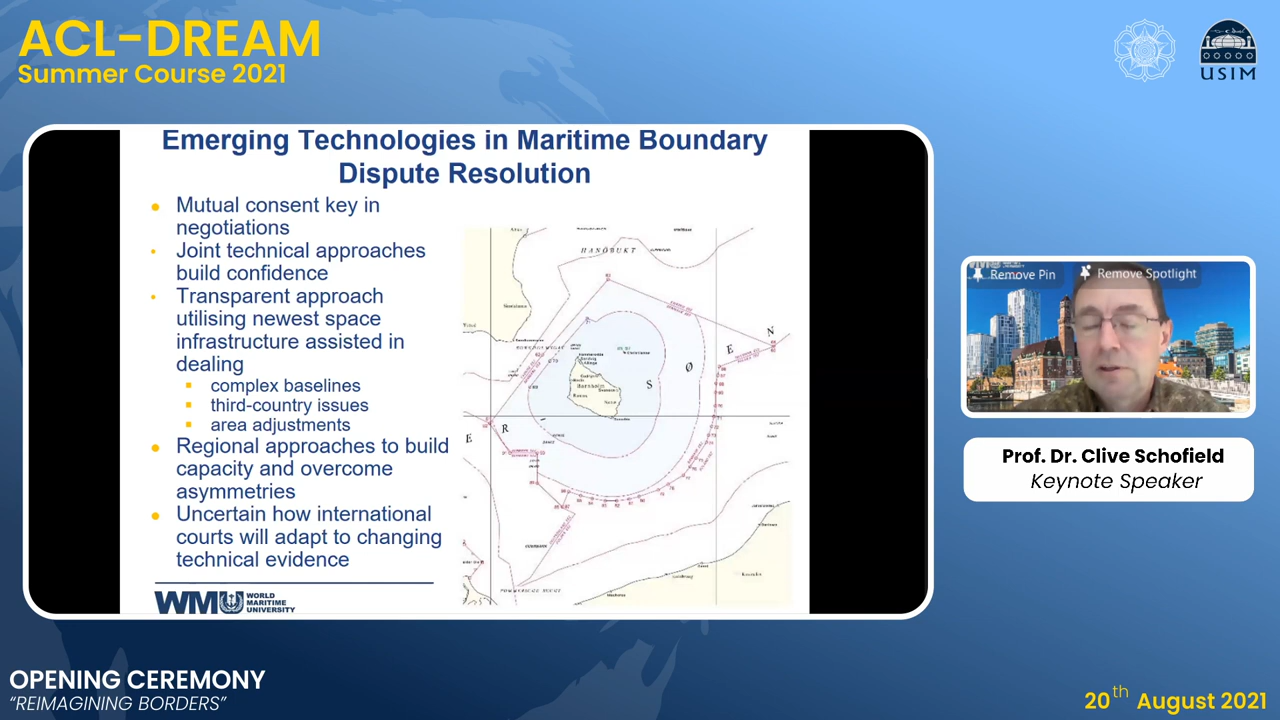 ACL-DREAM
Summer Course 2021
USIM
Emerging Technologies in Maritime Boundary
Dispute Resolution
Mutual consent key in
negotiations
Joint technical approaches
build confidence
Transparent approach
utilising newest space
infrastructure assisted in
dealing
complex baselines
third-country issues
area adjustments
Regional approaches to build
capacity and overcome
asymmetries
Uncertain how international
courts will adapt to changing
technical evidence
HANÖBUKT
Bornholm
S Ø E N
E R
WMU WORLD
MARITIME
UNIVERSITY
Remove Pin
Remove Spotlight
Prof. Dr. Clive Schofield
Keynote Speaker
OPENING CEREMONY
“REIMAGINING BORDERS”
20th August 2021